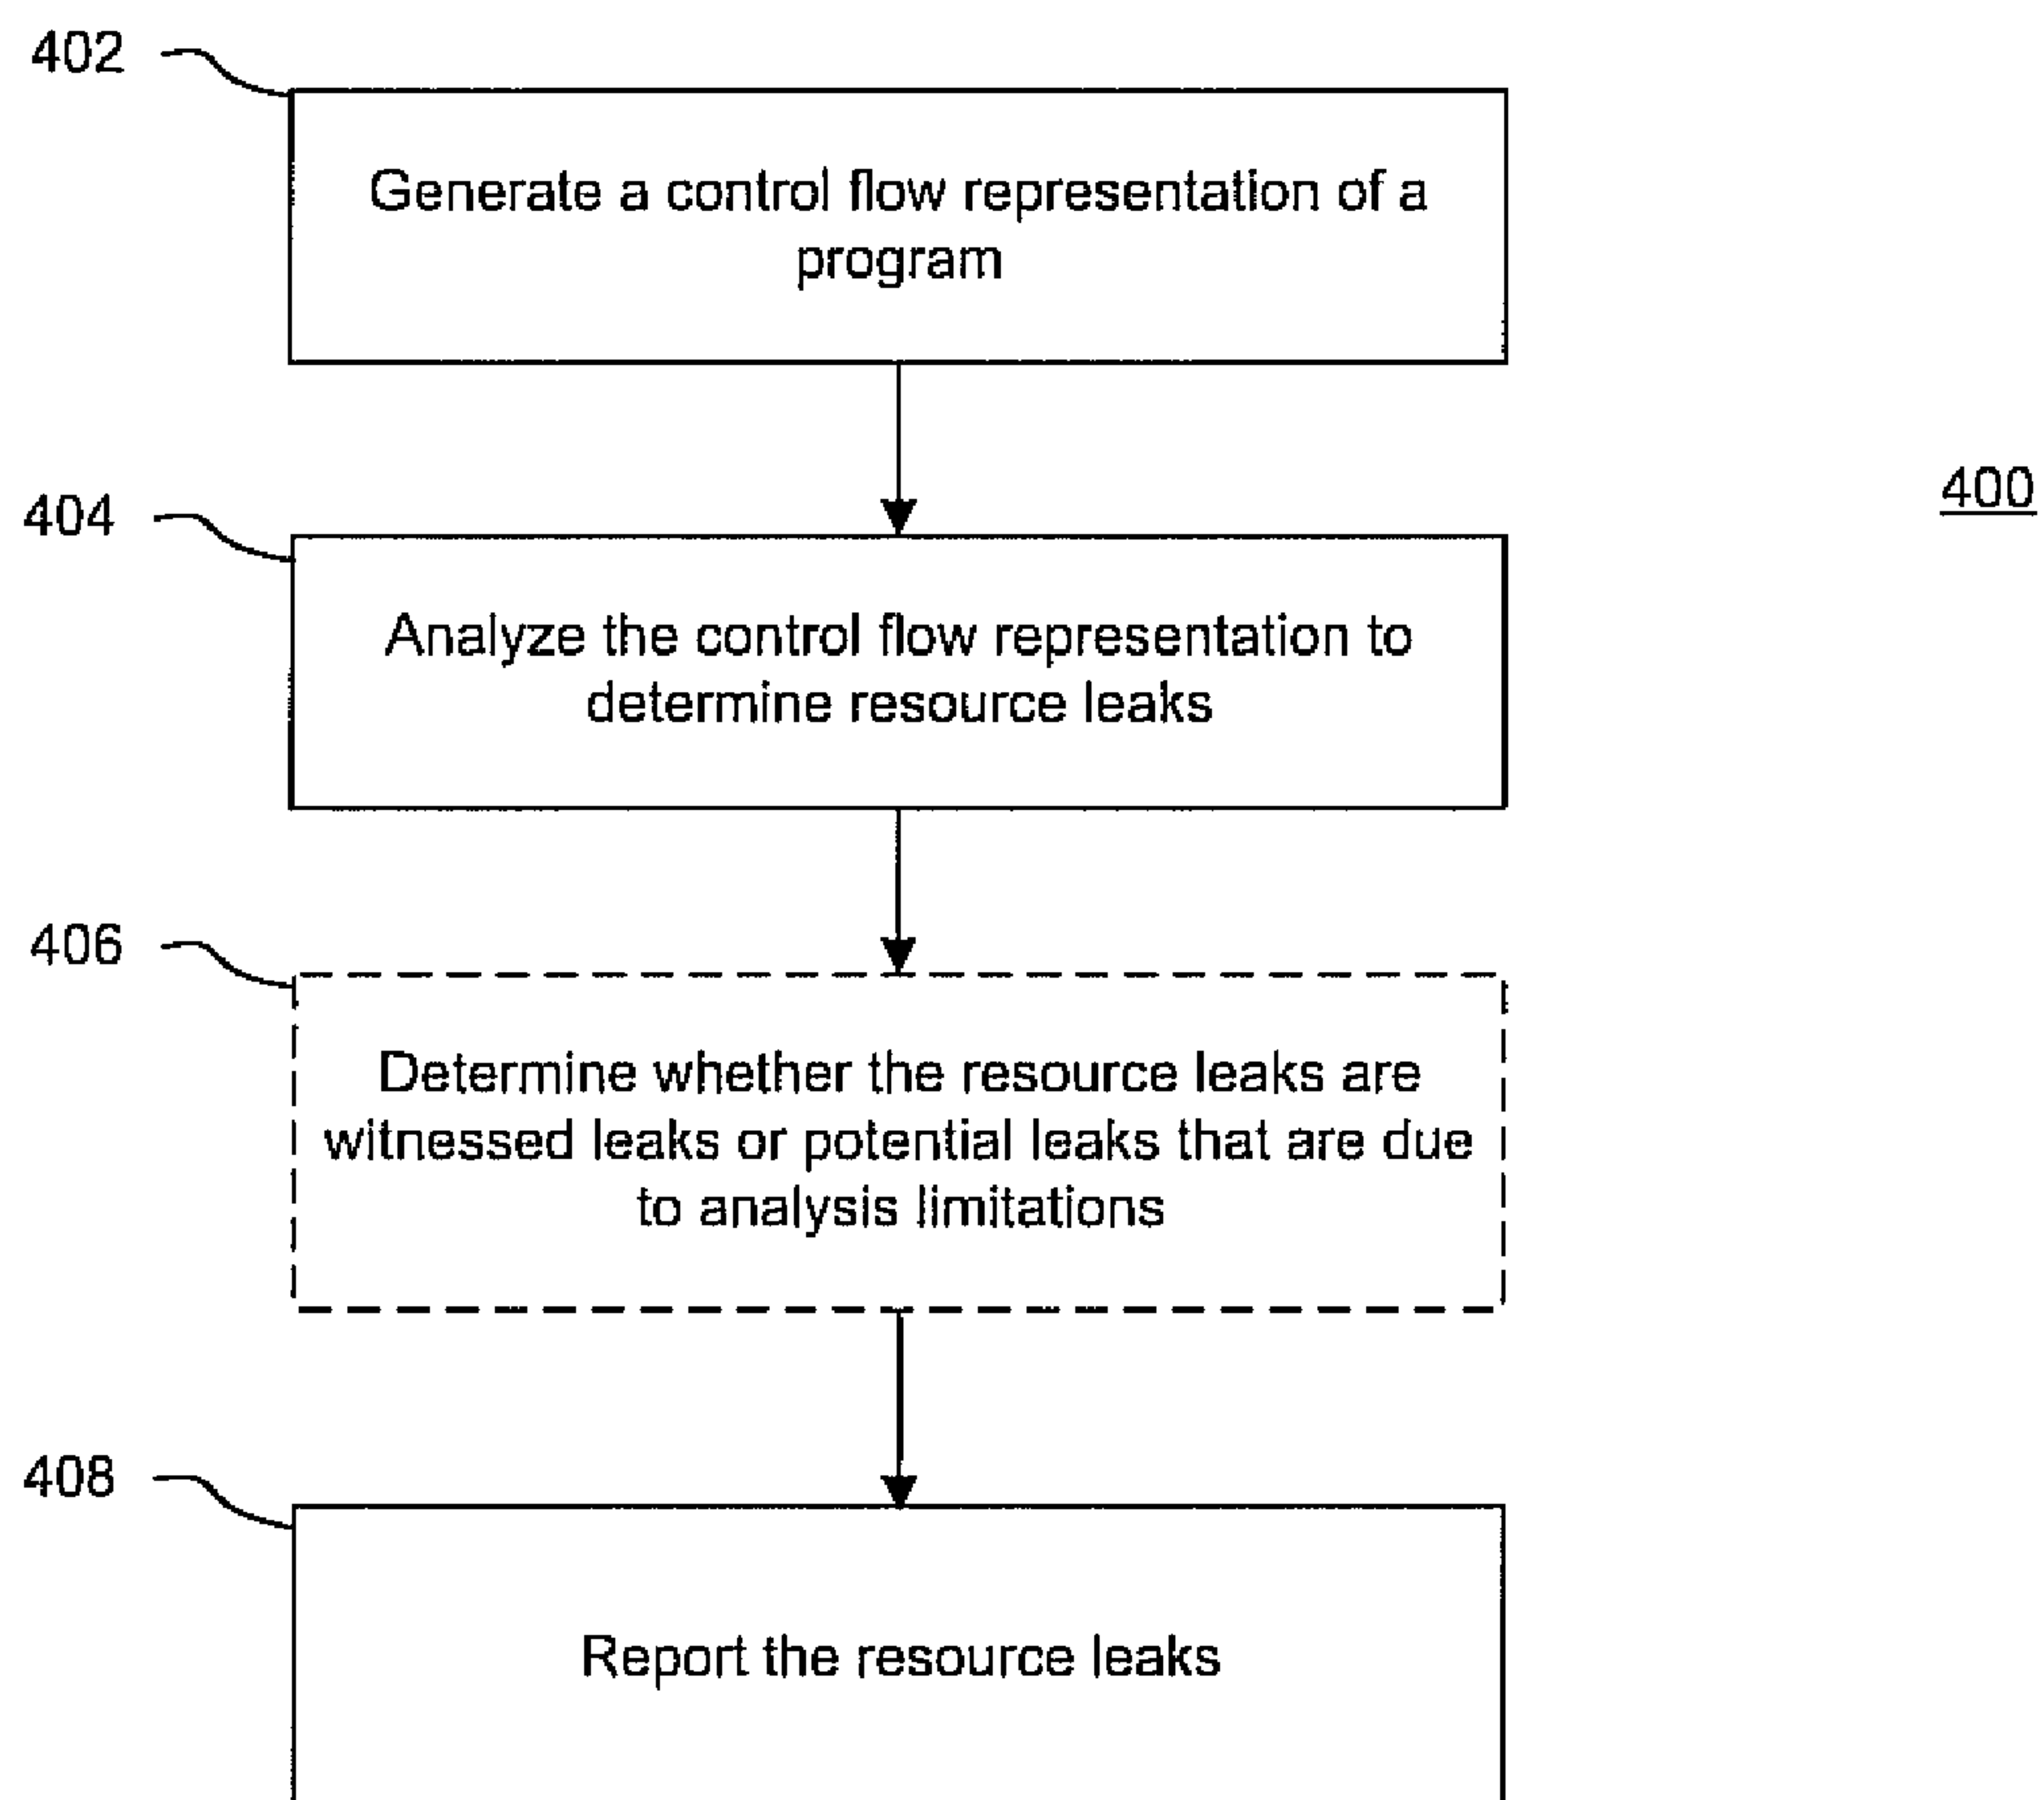 402
Generate a control flow representation of a
program
400
404
Analyze the control flow representation to
determine resource leaks
406
Determine whether the resource leaks are
witnessed leaks or potential leaks that are due
to analysis limitations
408
Report the resource leaks